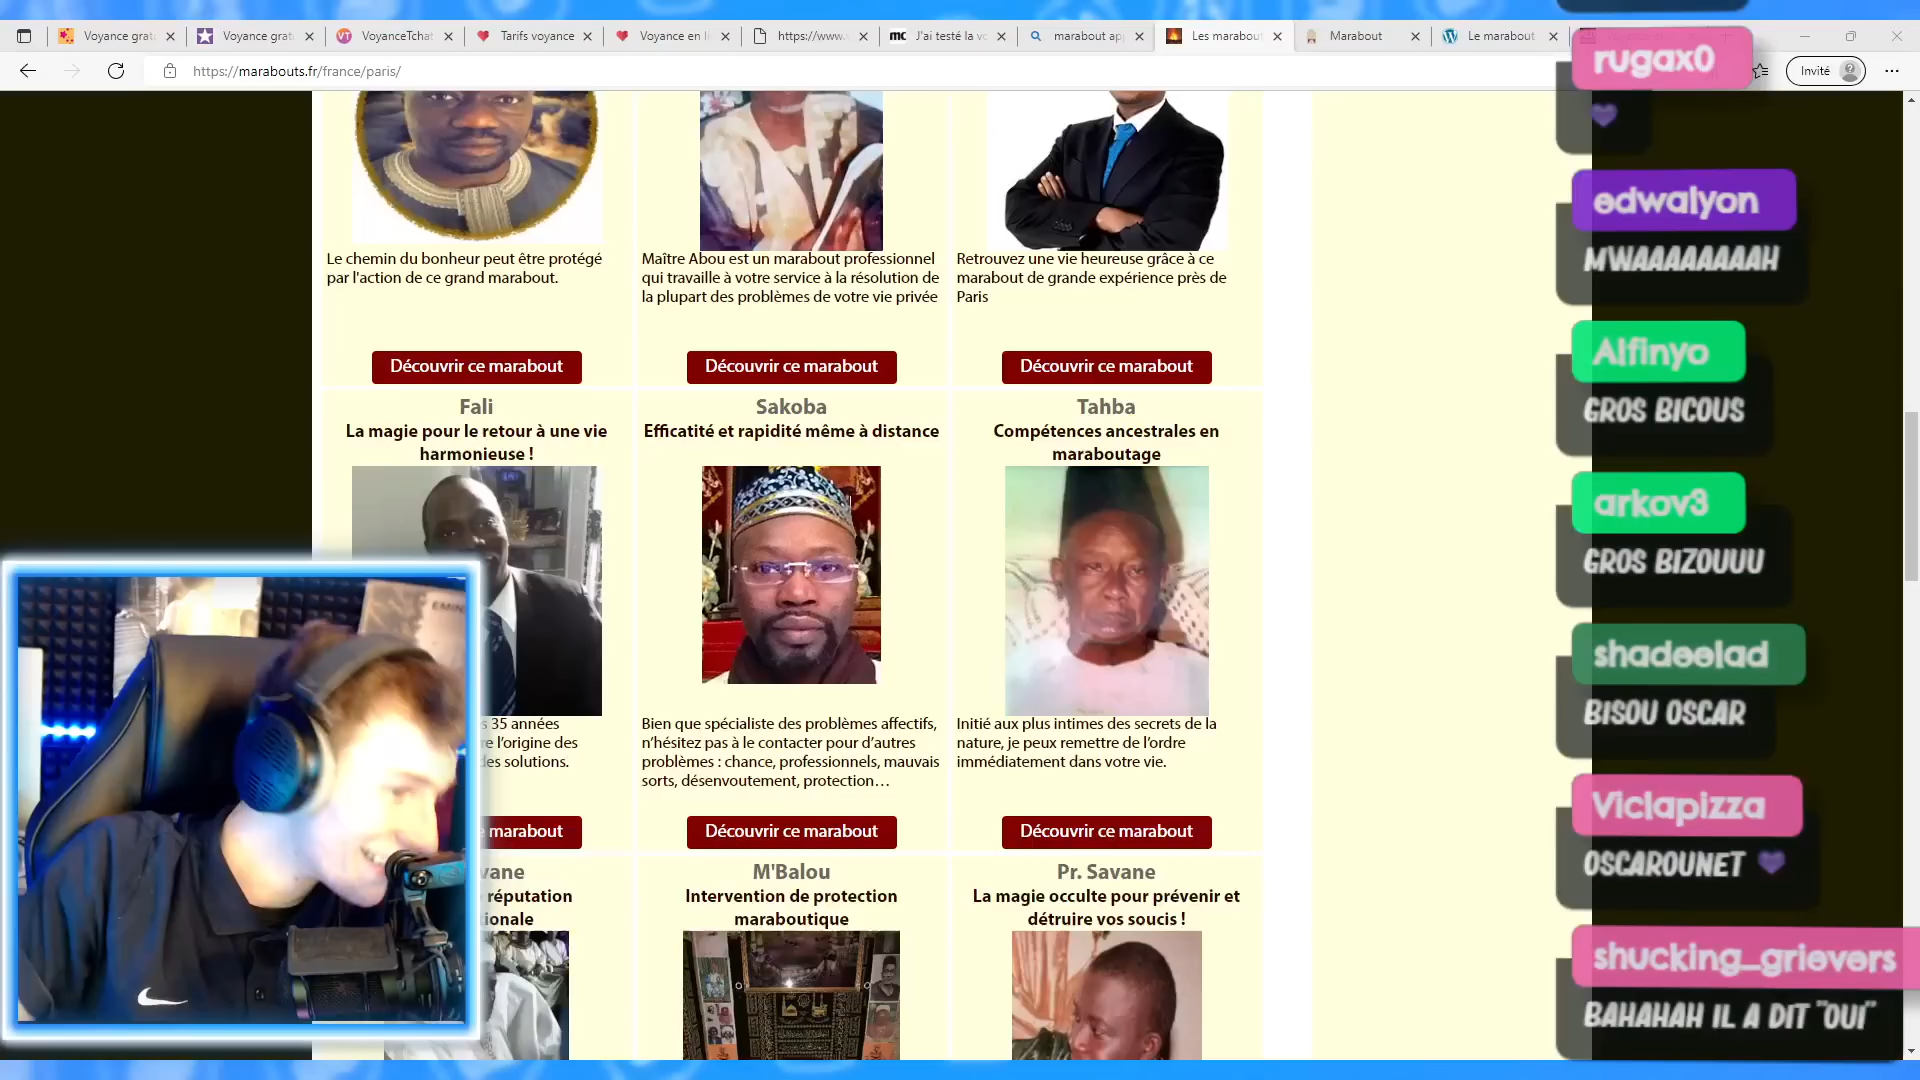 Voyance grat
Voyance grat
VoyanceTchat
Tarifs voyance
Voyance en li
https://www.v
J'ai testé la vo
marabout app
Les marabout
Marabout
Le marabout
https://marabouts.fr/france/paris/
Invité
Le chemin du bonheur peut être protégé
par l'action de ce grand marabout.
Découvrir ce marabout
Maître Abou est un marabout professionnel
qui travaille à votre service à la résolution de
la plupart des problèmes de votre vie privée
Découvrir ce marabout
Retrouvez une vie heureuse grâce à ce
marabout de grande expérience près de
Paris
Découvrir ce marabout
Fali
La magie pour le retour à une vie
harmonieuse !
s 35 années
re l'origine des
des solutions.
e marabout
Sakoba
Efficatité et rapidité même à distance
Bien que spécialiste des problèmes affectifs,
n'hésitez pas à le contacter pour d'autres
problèmes : chance, professionnels, mauvais
sorts, désenvoutement, protection…
Découvrir ce marabout
Tahba
Compétences ancestrales en
maraboutage
Initié aux plus intimes des secrets de la
nature, je peux remettre de l'ordre
immédiatement dans votre vie.
Découvrir ce marabout
vane
réputation
tionale
M'Balou
Intervention de protection
maraboutique
Pr. Savane
La magie occulte pour prévenir et
détruire vos soucis !
EMIN
rugax0
edwalyon
MWAAAAAAAAH
Alfinyo
GROS BICOUS
arkov3
GROS BIZOUUU
shadeelad
BISOU OSCAR
Viclapizza
OSCAROUNET
shucking_grievers
BAHAHAH IL A DIT "OUI"